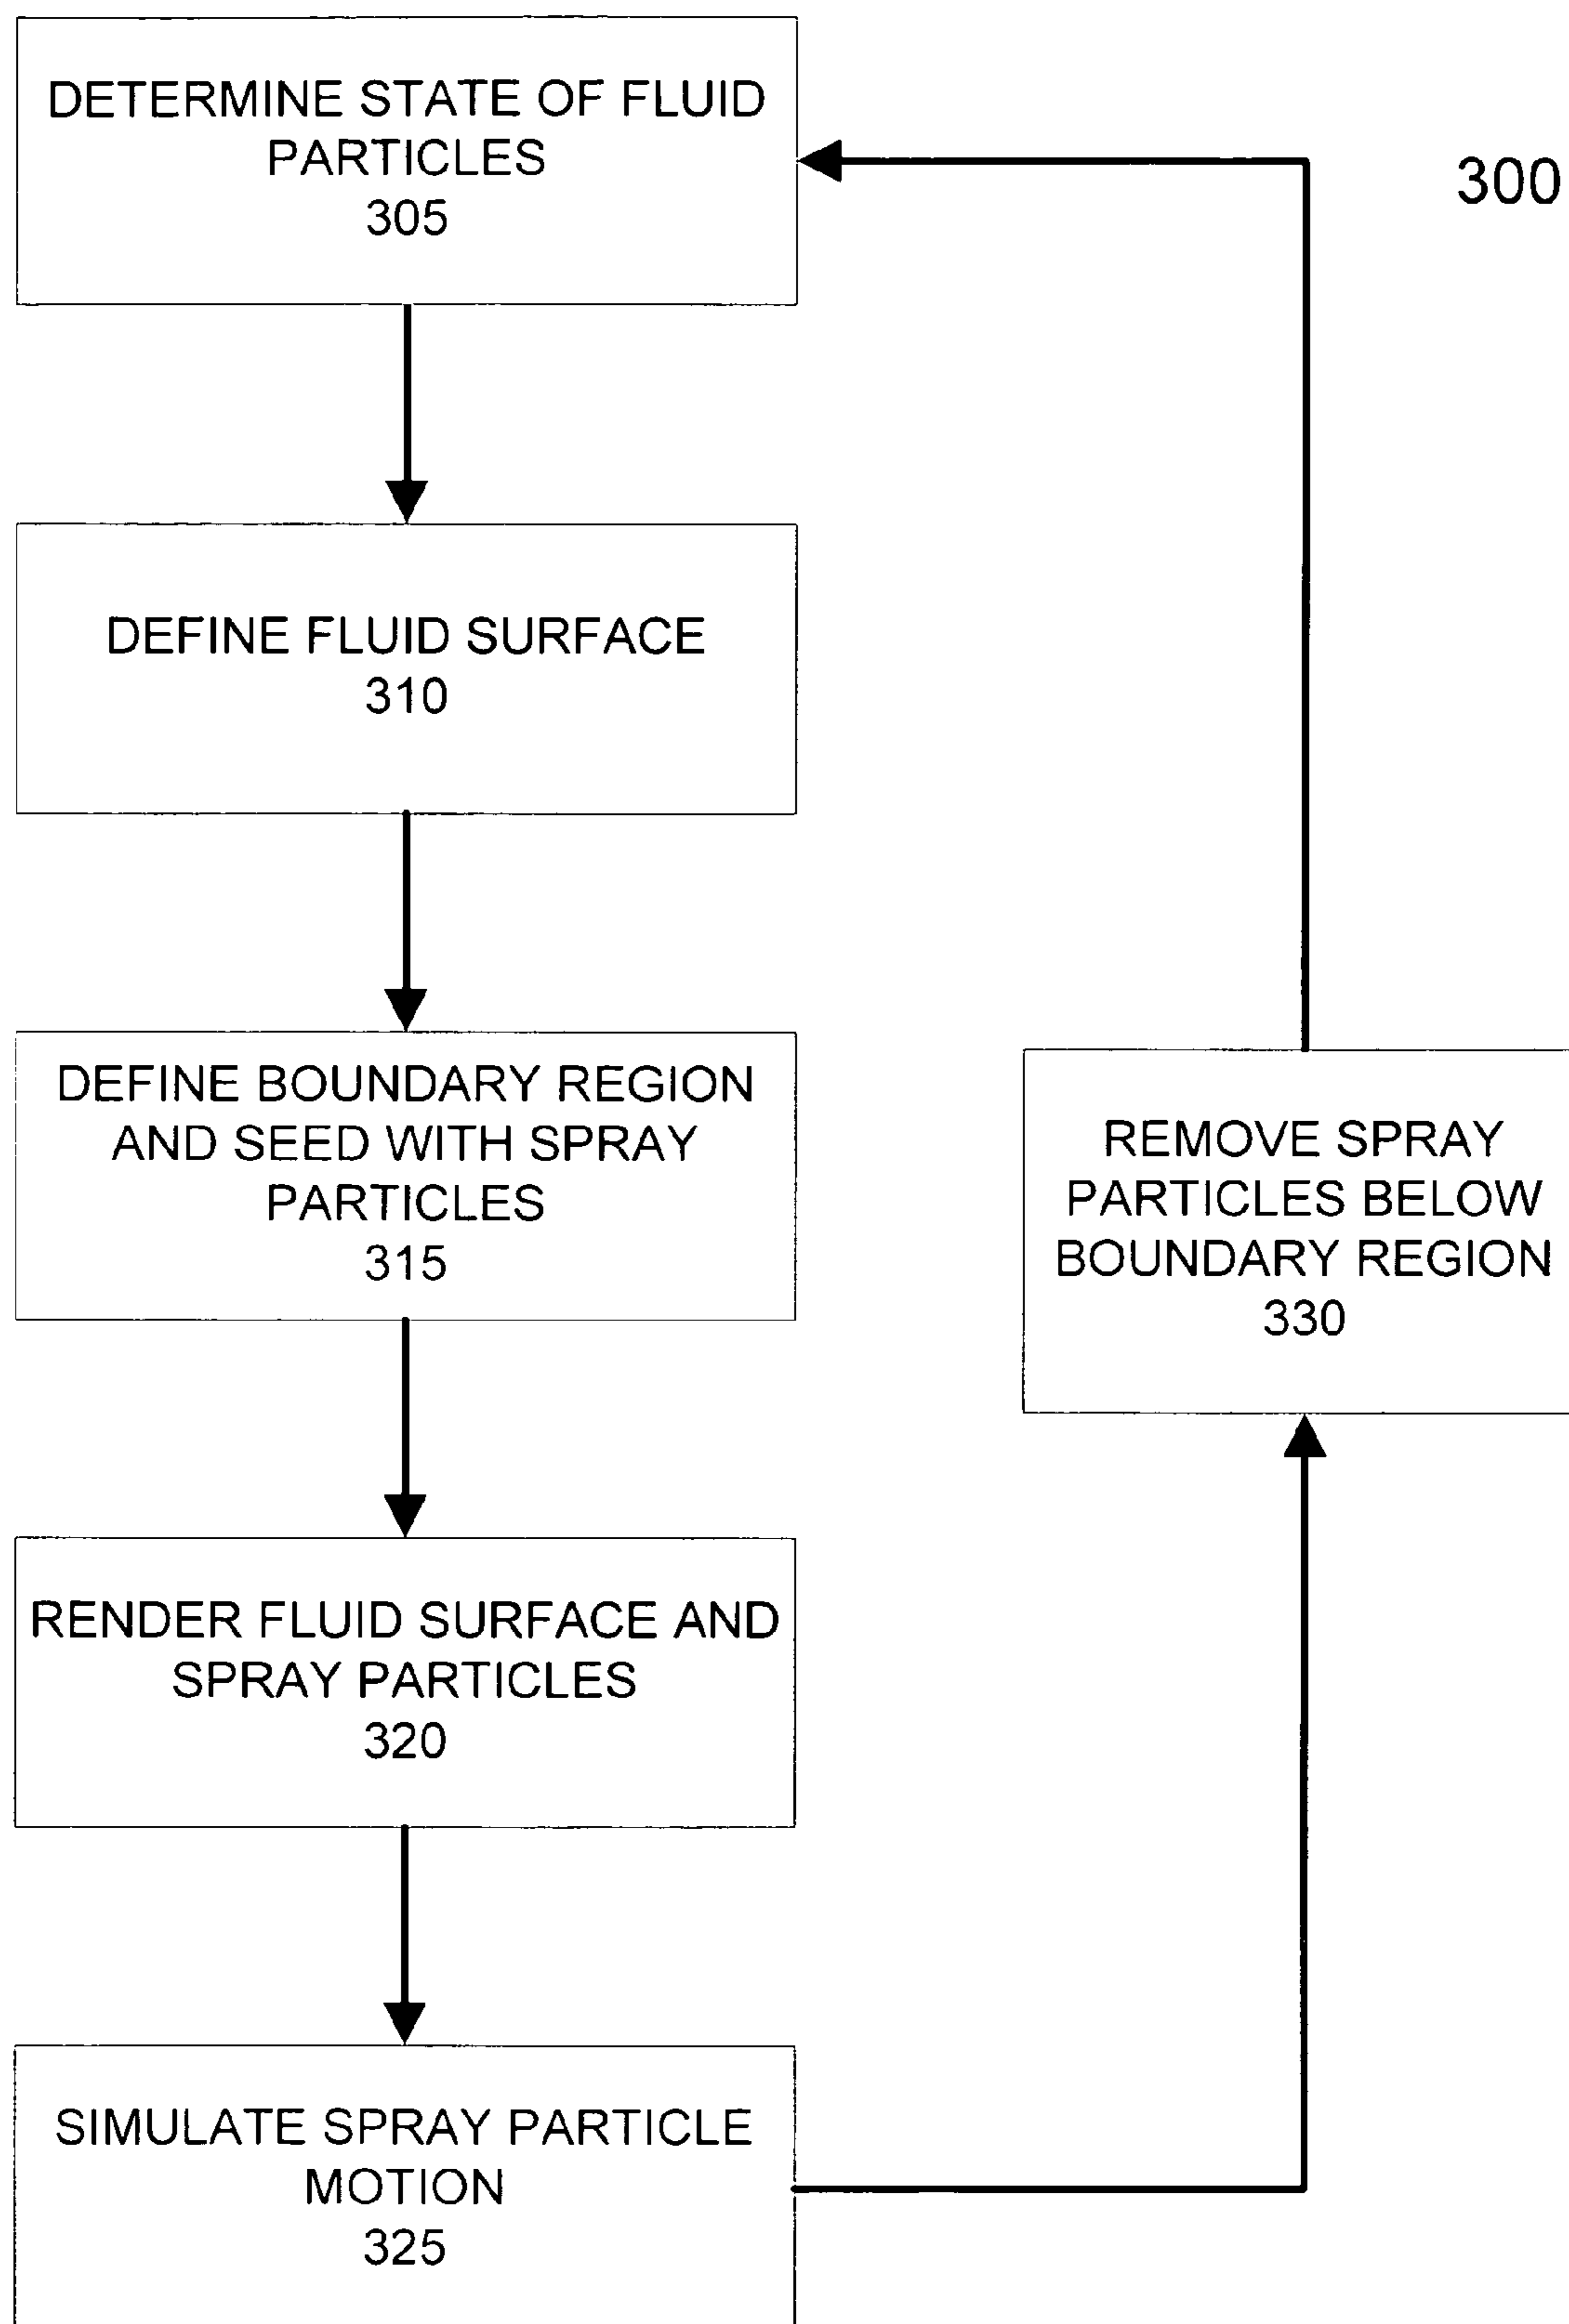 DETERMINE STATE OF FLUID
PARTICLES
305
300
DEFINE FLUID SURFACE
310
DEFINE BOUNDARY REGION
AND SEED WITH SPRAY
PARTICLES
315
REMOVE SPRAY
PARTICLES BELOW
BOUNDARY REGION
330
RENDER FLUID SURFACE AND
SPRAY PARTICLES
320
SIMULATE SPRAY PARTICLE
MOTION
325